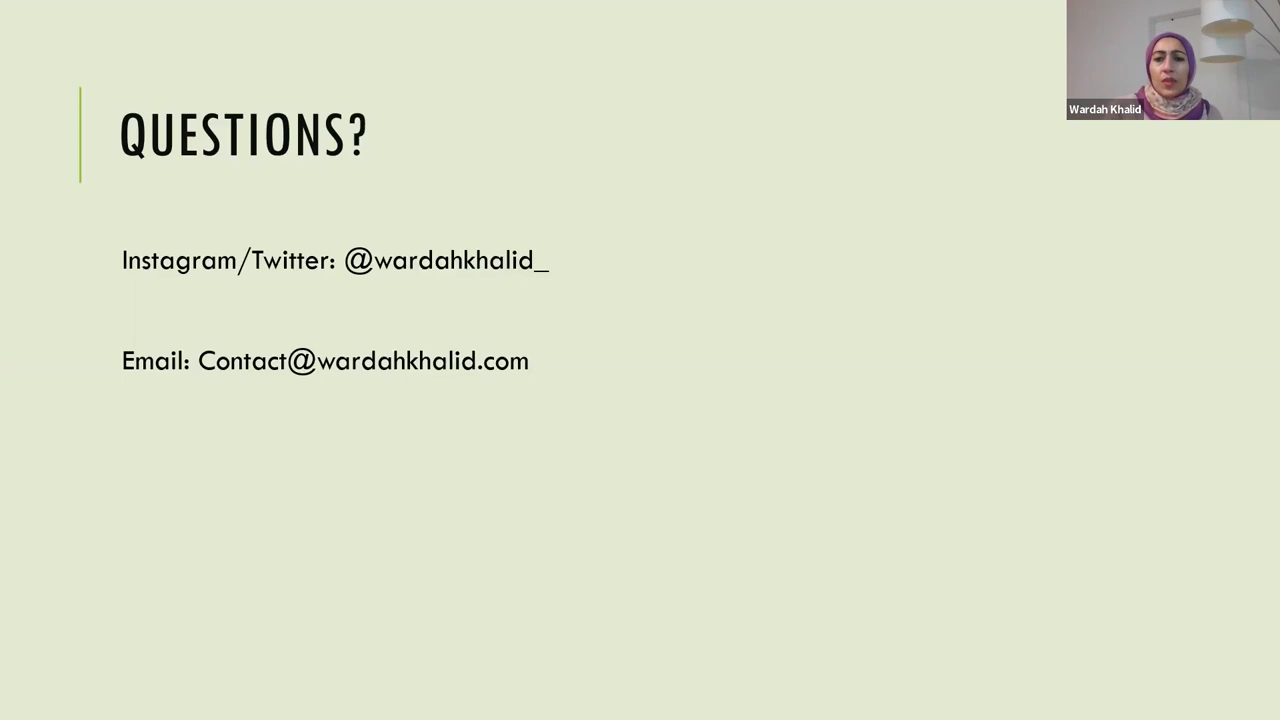 QUESTIONS?
Instagram/Twitter: @wardahkhalid_
Email: Contact@wardahkhalid.com
Wardah Khalid